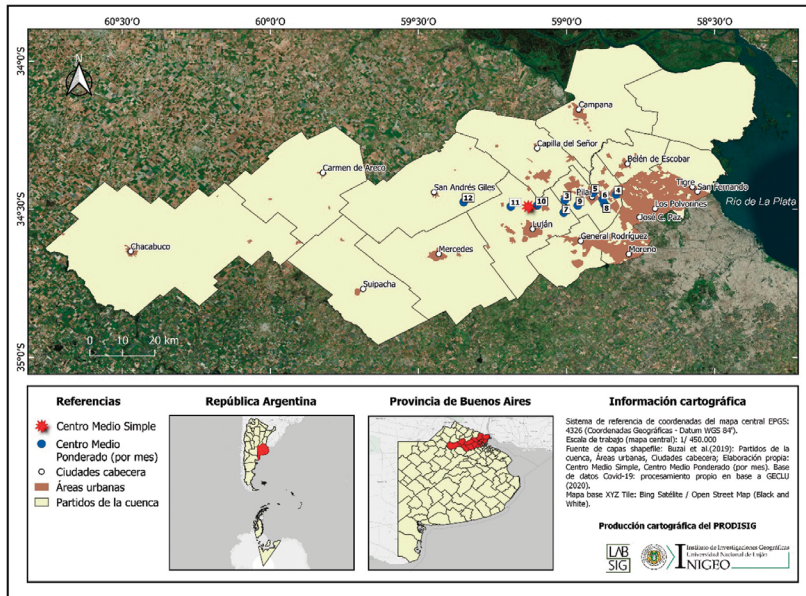 60°30'S 60°0'S 59°30'S 59°0'S 58°30'S
34°0'S
34°30'S
35°0'S
Campana
Capilla del Señor
Belén de Escobar
Carmen de Areco
San Andrés Giles
Pila
Tigre
San Fernando
Río de La Plata
Los Polvorines
José C. Paz
Luján
General Rodríguez
Moreno
Mercedes
Chacabuco
Suipacha
12
11
10
3
9
7
5
6
8
4
0 10 20 km
Referencias
Centro Medio Simple
Centro Medio
Ponderado (por mes)
Ciudades cabecera
Áreas urbanas
Partidos de la cuenca
República Argentina
Provincia de Buenos Aires
Información cartográfica
Sistema de referencia de coordenadas del mapa central EPGS:
4326 (Coordenadas Geográficas - Datum WGS 84').
Escala de trabajo (mapa central): 1/ 450.000
Fuente de capas shapefile: Buzai et al.(2019): Partidos de la
cuenca, Áreas urbanas, Ciudades cabecera; Elaboración propia:
Centro Medio Simple, Centro Medio Ponderado (por mes). Base
de datos Covid-19: procesamiento propio en base a GECLU
(2020).
Mapa base XYZ Tile: Bing Satélite / Open Street Map (Black and
White).
Producción cartográfica del PRODISIG
LAB
SIG
Instituto de Investigaciones Geográficas
Universidad Nacional de Luján
INIGEO